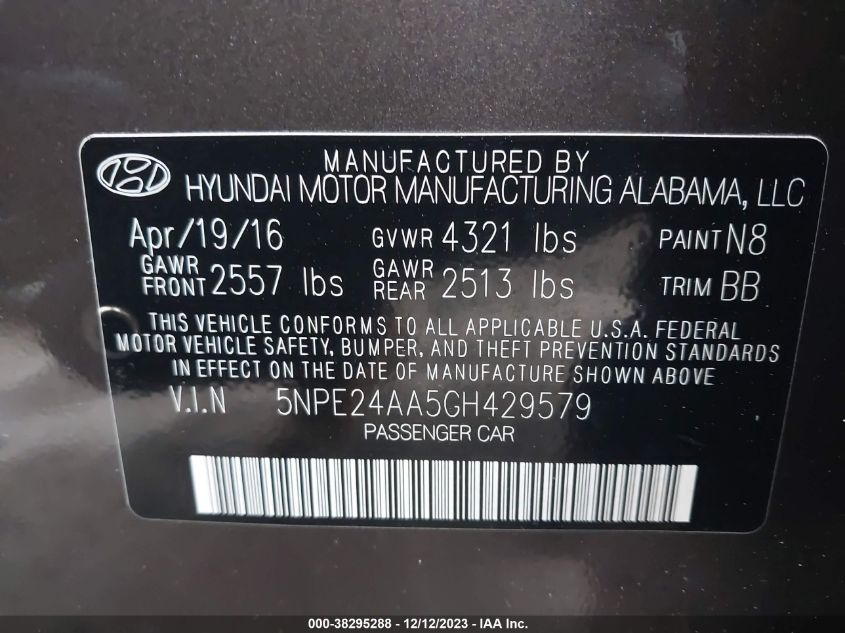 MANUFACTURED BY
HYUNDAI MOTOR MANUFACTURING ALABAMA, LLC
Apr/19/16 GVWR 4321 lbs PAINT N8
GAWR FRONT 2557 lbs GAWR REAR 2513 lbs TRIM BB
THIS VEHICLE CONFORMS TO ALL APPLICABLE U.S.A. FEDERAL
MOTOR VEHICLE SAFETY, BUMPER, AND THEFT PREVENTION STANDARDS
IN EFFECT ON THE DATE OF MANUFACTURE SHOWN ABOVE
V.I.N 5NPE24AA5GH429579
PASSENGER CAR
000-38295288 - 12/12/2023 - IAA Inc.